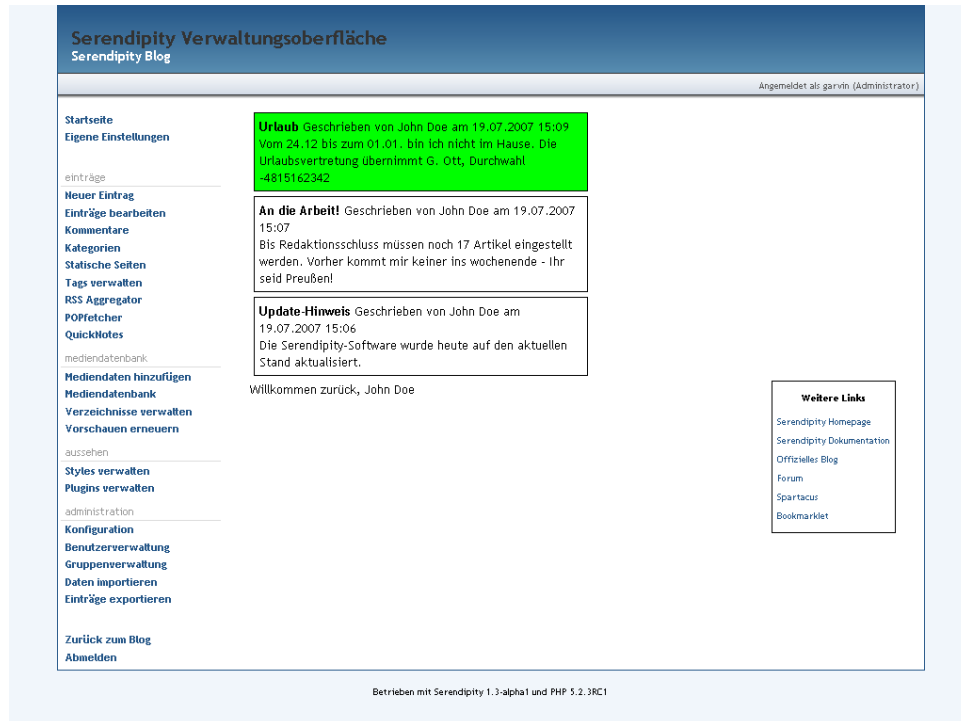 Serendipity Verwaltungsoberfläche
Serendipity Blog
Angemeldet als garvin (Administrator)
Startseite
Eigene Einstellungen
einträge
Neuer Eintrag
Einträge bearbeiten
Kommentare
Kategorien
Statische Seiten
Tags verwalten
RSS Aggregator
POPfetcher
QuickNotes
mediendatenbank
Mediendaten hinzufügen
Mediendatenbank
Verzeichnisse verwalten
Vorschauen erneuern
aussehen
Styles verwalten
Plugins verwalten
administration
Konfiguration
Benutzerverwaltung
Gruppenverwaltung
Daten importieren
Einträge exportieren
Zurück zum Blog
Abmelden
Urlaub Geschrieben von John Doe am 19.07.2007 15:09
Vom 24.12 bis zum 01.01. bin ich nicht im Hause. Die
Urlaubsvertretung übernimmt G. Ott, Durchwahl
-4815162342
An die Arbeit! Geschrieben von John Doe am 19.07.2007
15:07
Bis Redaktionsschluss müssen noch 17 Artikel eingestellt
werden. Vorher kommt mir keiner ins wochenende - Ihr
seid Preußen!
Update-Hinweis Geschrieben von John Doe am
19.07.2007 15:06
Die Serendipity-Software wurde heute auf den aktuellen
Stand aktualisiert.
Willkommen zurück, John Doe
Weitere Links
Serendipity Homepage
Serendipity Dokumentation
Offizielles Blog
Forum
Spartacus
Bookmarklet
Betrieben mit Serendipity 1.3-alpha1 und PHP 5.2.3RC1